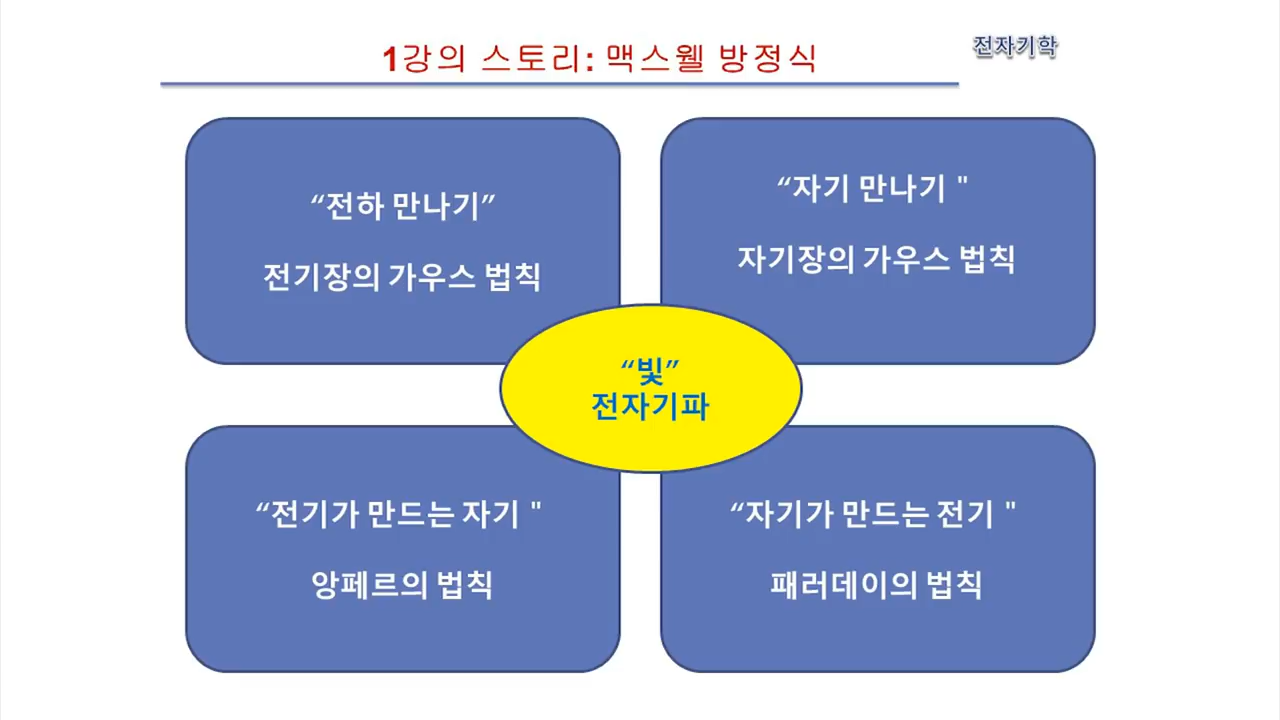 1강의 스토리: 맥스웰 방정식
전자기학
“전하 만나기”
전기장의 가우스 법칙
“자기 만나기 "
자기장의 가우스 법칙
“빛”
전자기파
“전기가 만드는 자기 "
앙페르의 법칙
“자기가 만드는 전기 "
패러데이의 법칙